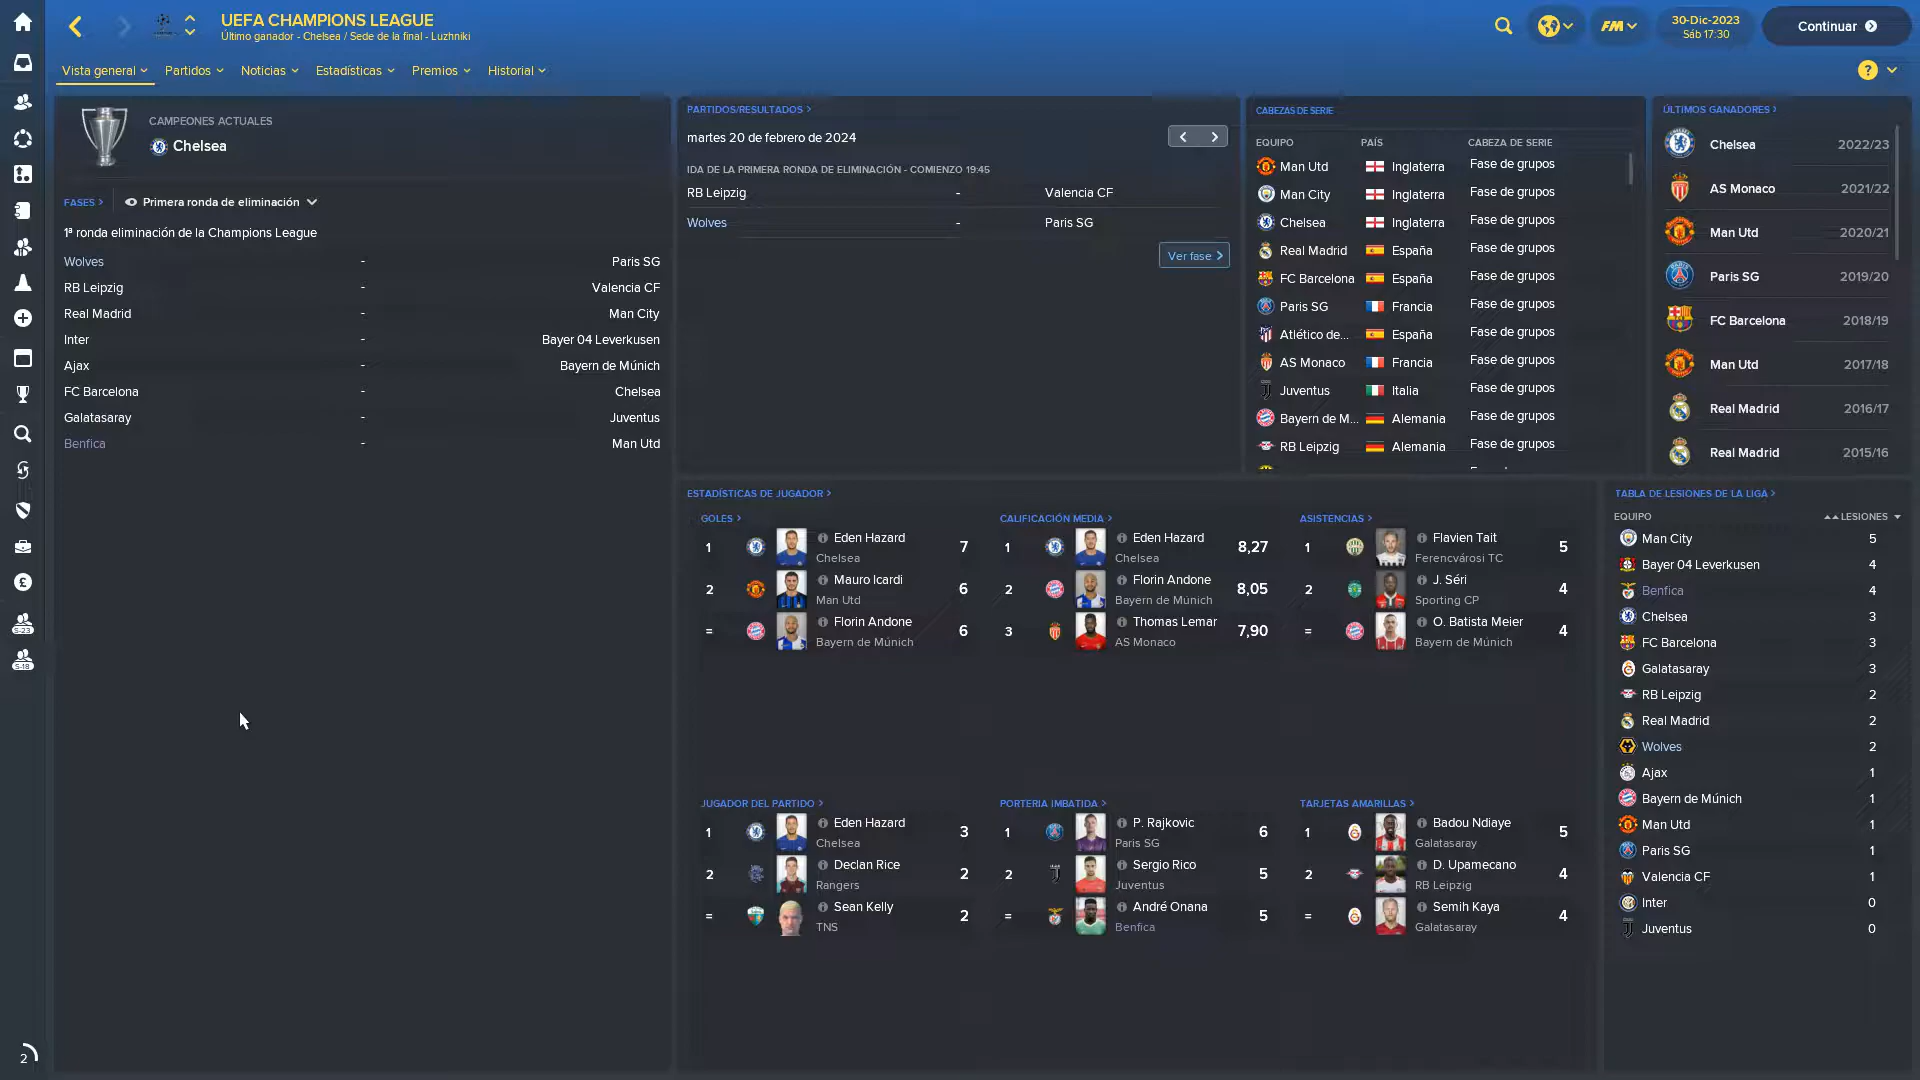 UEFA CHAMPIONS LEAGUE
Último ganador - Chelsea / Sede de la final - Luzhniki
FM
30-Dic-2023
Sáb 17:30
Continuar
Vista general
Partidos
Noticias
Estadísticas
Premios
Historial
?
CAMPEONES ACTUALES
Chelsea
FASES >
Primera ronda de eliminación
1ª ronda eliminación de la Champions League
Wolves - Paris SG
RB Leipzig - Valencia CF
Real Madrid - Man City
Inter - Bayer 04 Leverkusen
Ajax - Bayern de Múnich
FC Barcelona - Chelsea
Galatasaray - Juventus
Benfica - Man Utd
PARTIDOS/RESULTADOS >
martes 20 de febrero de 2024
IDA DE LA PRIMERA RONDA DE ELIMINACIÓN - COMIENZO 19:45
RB Leipzig - Valencia CF
Wolves - Paris SG
Ver fase >
CABEZAS DE SERIE
EQUIPO PAÍS CABEZA DE SERIE
Man Utd Inglaterra Fase de grupos
Man City Inglaterra Fase de grupos
Chelsea Inglaterra Fase de grupos
Real Madrid España Fase de grupos
FC Barcelona España Fase de grupos
Paris SG Francia Fase de grupos
Atlético de... España Fase de grupos
AS Monaco Francia Fase de grupos
Juventus Italia Fase de grupos
Bayern de M... Alemania Fase de grupos
RB Leipzig Alemania Fase de grupos
ÚLTIMOS GANADORES >
Chelsea 2022/23
AS Monaco 2021/22
Man Utd 2020/21
Paris SG 2019/20
FC Barcelona 2018/19
Man Utd 2017/18
Real Madrid 2016/17
Real Madrid 2015/16
ESTADÍSTICAS DE JUGADOR >
GOLES >
1 Eden Hazard 7
Chelsea
2 Mauro Icardi 6
Man Utd
= Florin Andone 6
Bayern de Múnich
CALIFICACIÓN MEDIA >
1 Eden Hazard 8,27
Chelsea
2 Florin Andone 8,05
Bayern de Múnich
3 Thomas Lemar 7,90
AS Monaco
ASISTENCIAS >
1 Flavien Tait 5
Ferencvárosi TC
2 J. Séri 4
Sporting CP
= O. Batista Meier 4
Bayern de Múnich
JUGADOR DEL PARTIDO >
1 Eden Hazard 3
Chelsea
2 Declan Rice 2
Rangers
= Sean Kelly 2
TNS
PORTERIA IMBATIDA >
1 P. Rajkovic 6
Paris SG
2 Sergio Rico 5
Juventus
= André Onana 5
Benfica
TARJETAS AMARILLAS >
1 Badou Ndiaye 5
Galatasaray
2 D. Upamecano 4
RB Leipzig
= Semih Kaya 4
Galatasaray
TABLA DE LESIONES DE LA LIGA >
EQUIPO LESIONES
Man City 5
Bayer 04 Leverkusen 4
Benfica 4
Chelsea 3
FC Barcelona 3
Galatasaray 3
RB Leipzig 2
Real Madrid 2
Wolves 2
Ajax 1
Bayern de Múnich 1
Man Utd 1
Paris SG 1
Valencia CF 1
Inter 0
Juventus 0
S-23
S-18
2